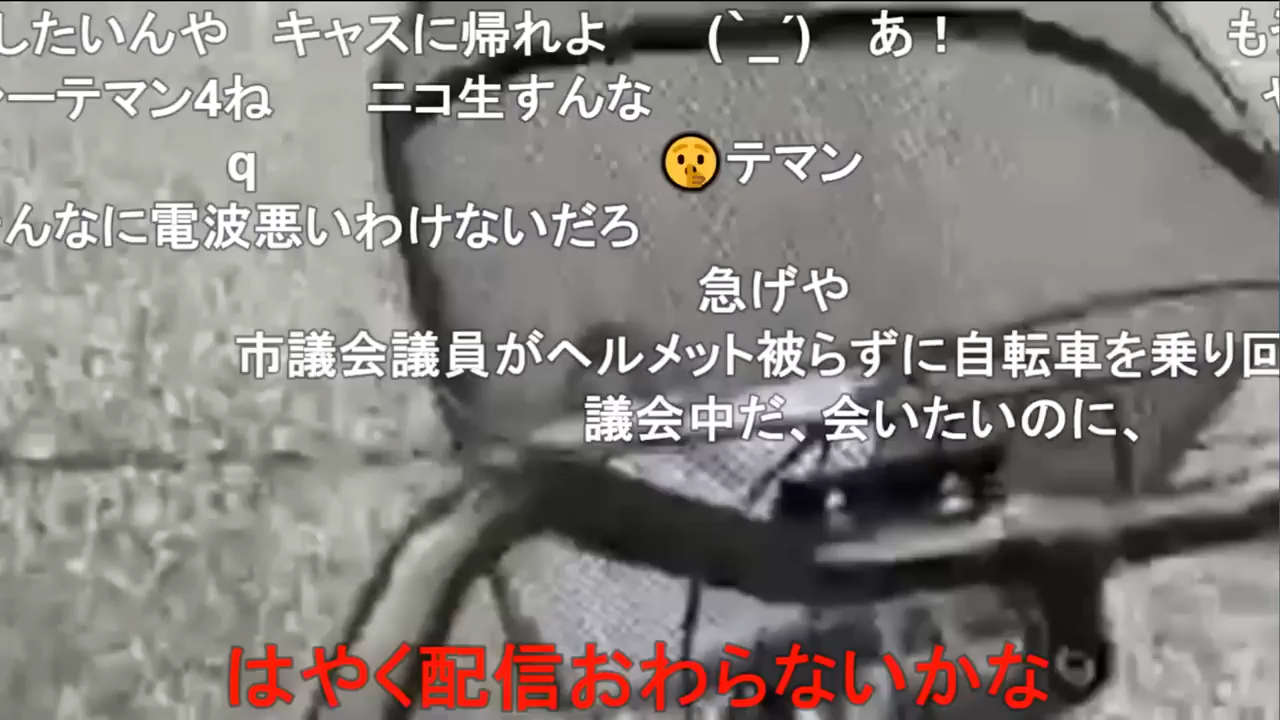 したいんや キャスに帰れよ (`_´) あ！ も
ーテマン4ね ニコ生すんな
q 🤫テマン
んなに電波悪いわけないだろ
急げや
市議会議員がヘルメット被らずに自転車を乗り回
議会中だ、会いたいのに、
はやく配信おわらないかな